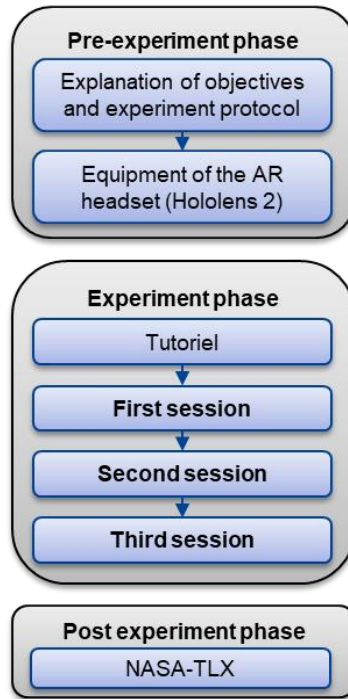 Pre-experiment phase
Explanation of objectives
and experiment protocol
Equipment of the AR
headset (Hololens 2)
Experiment phase
Tutoriel
First session
Second session
Third session
Post experiment phase
NASA-TLX